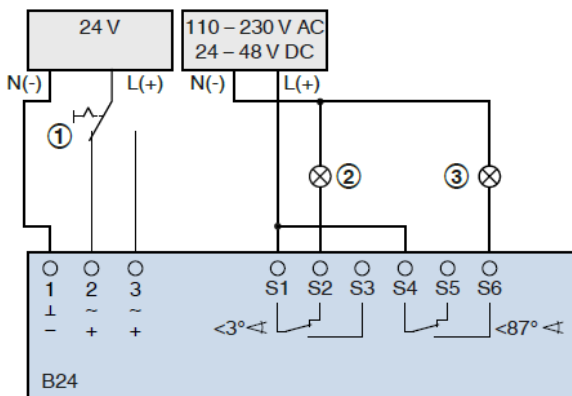 24 V
110 – 230 V AC
24 – 48 V DC
N(-) L(+) N(-) L(+)
① ② ③
1 2 3 S1 S2 S3 S4 S5 S6
⊥ ~ ~
– + +
<3°∢ <87° ∢
B24